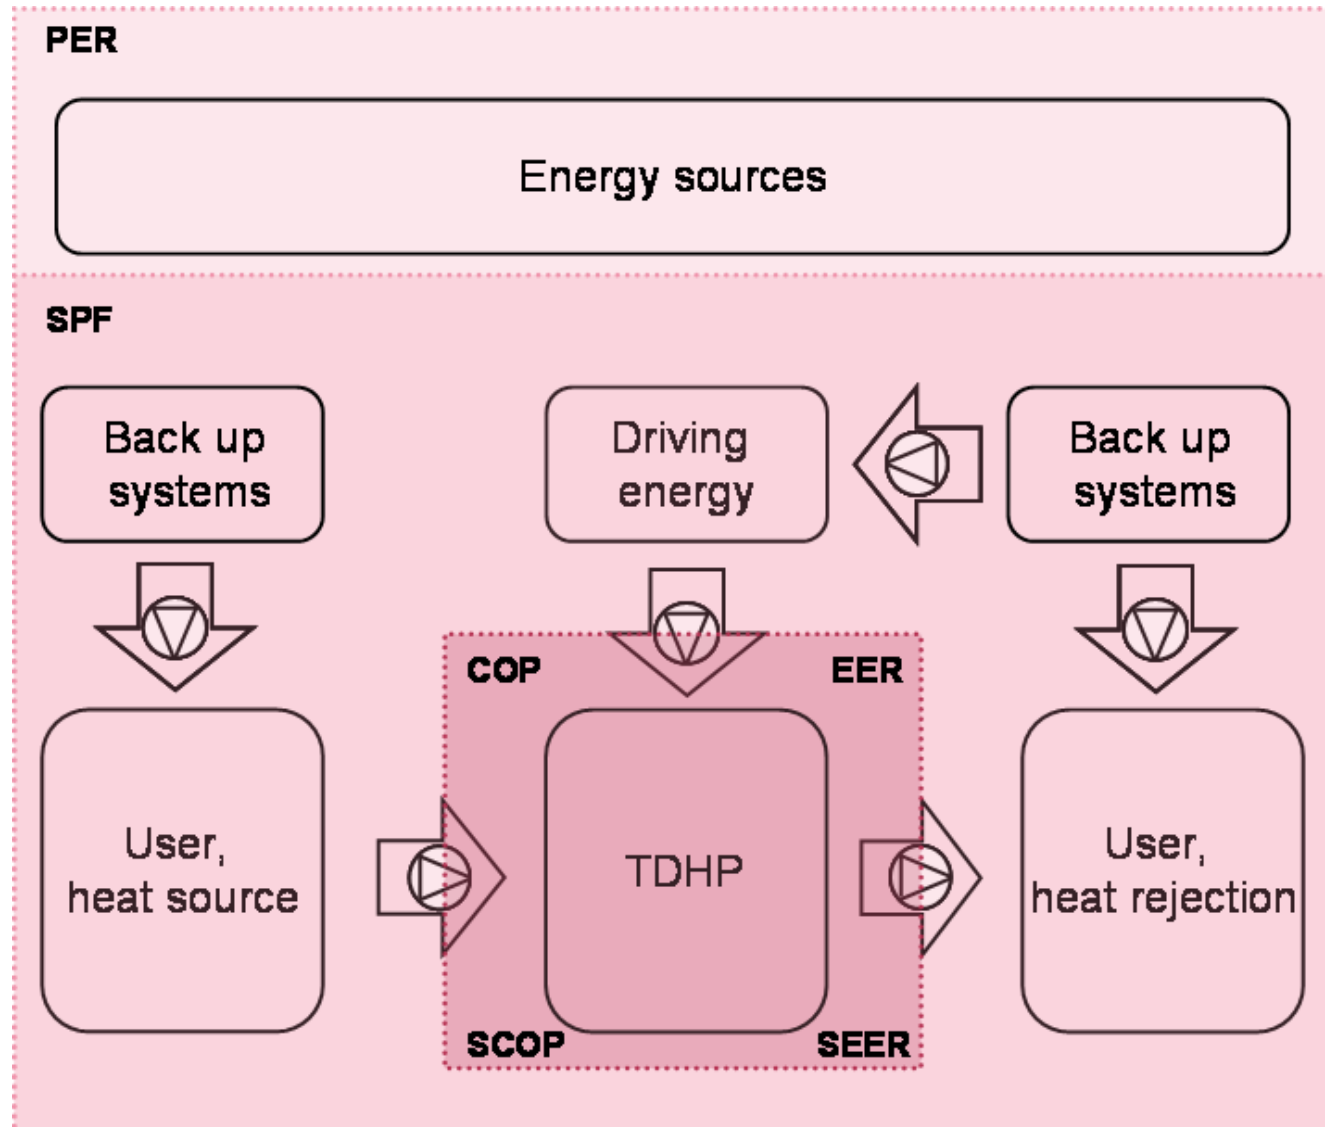 PER
Energy sources
SPF
Back up
systems
Driving
energy
Back up
systems
COP
EER
User,
heat source
TDHP
User,
heat rejection
SCOP
SEER